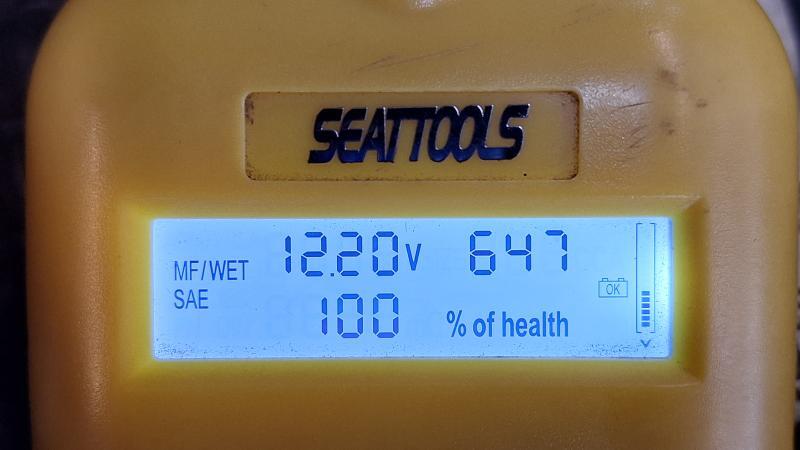 SEATTOOLS
MF/WET 12.20V 647
SAE 100 % of health
OK
V